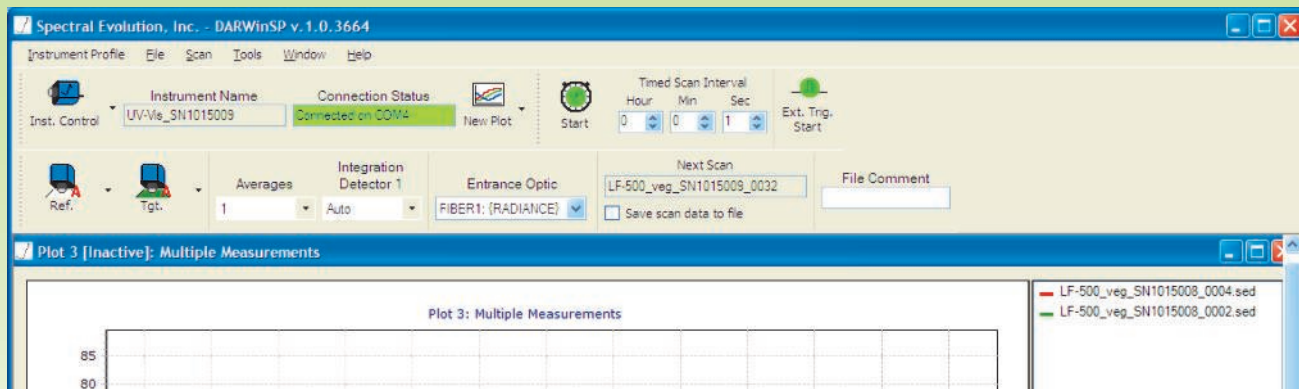 Spectral Evolution, Inc. - DARWinSP v.1.0.3664
Instrument Profile File Scan Tools Window Help
Inst. Control
Instrument Name
UV-Vis_SN1015009
Connection Status
Connected on COM4
New Plot
Start
Timed Scan Interval
Hour Min Sec
0 0 1
Ext. Trig.
Start
Ref.
Tgt.
Averages
1
Integration
Detector 1
Auto
Entrance Optic
FIBER1: {RADIANCE}
Next Scan
LF-500_veg_SN1015009_0032
Save scan data to file
File Comment
Plot 3 [Inactive]: Multiple Measurements
Plot 3: Multiple Measurements
85
80
LF-500_veg_SN1015008_0004.sed
LF-500_veg_SN1015008_0002.sed